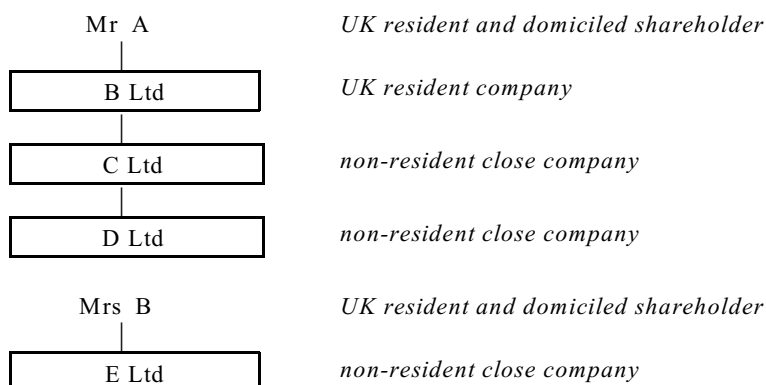 Mr A UK resident and domiciled shareholder
B Ltd UK resident company
C Ltd non-resident close company
D Ltd non-resident close company
Mrs B UK resident and domiciled shareholder
E Ltd non-resident close company